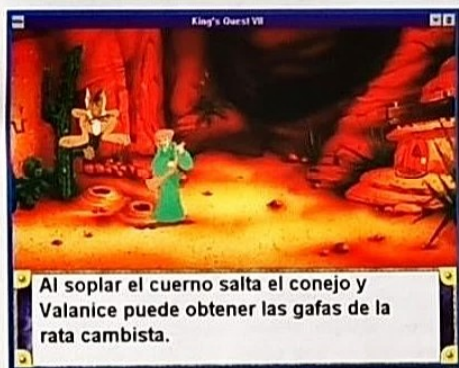 King's Quest VII
Al soplar el cuerno salta el conejo y
Valanice puede obtener las gafas de la
rata cambista.